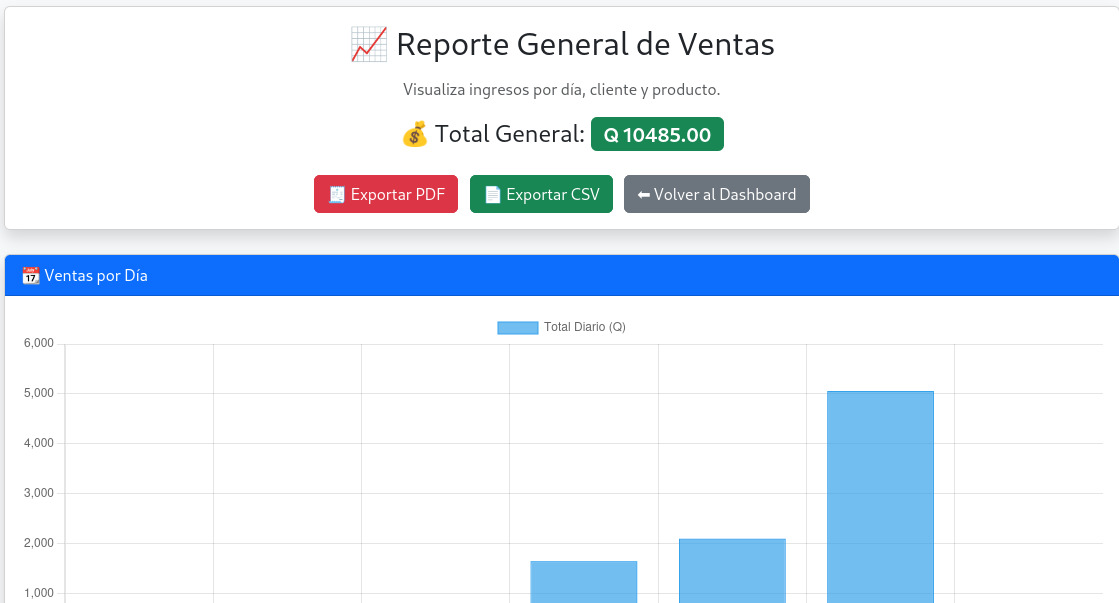 📈 Reporte General de Ventas
Visualiza ingresos por día, cliente y producto.
💰 Total General: Q 10485.00
🧾 Exportar PDF 📄 Exportar CSV ⬅ Volver al Dashboard
📅 Ventas por Día
Total Diario (Q)
6,000
5,000
4,000
3,000
2,000
1,000